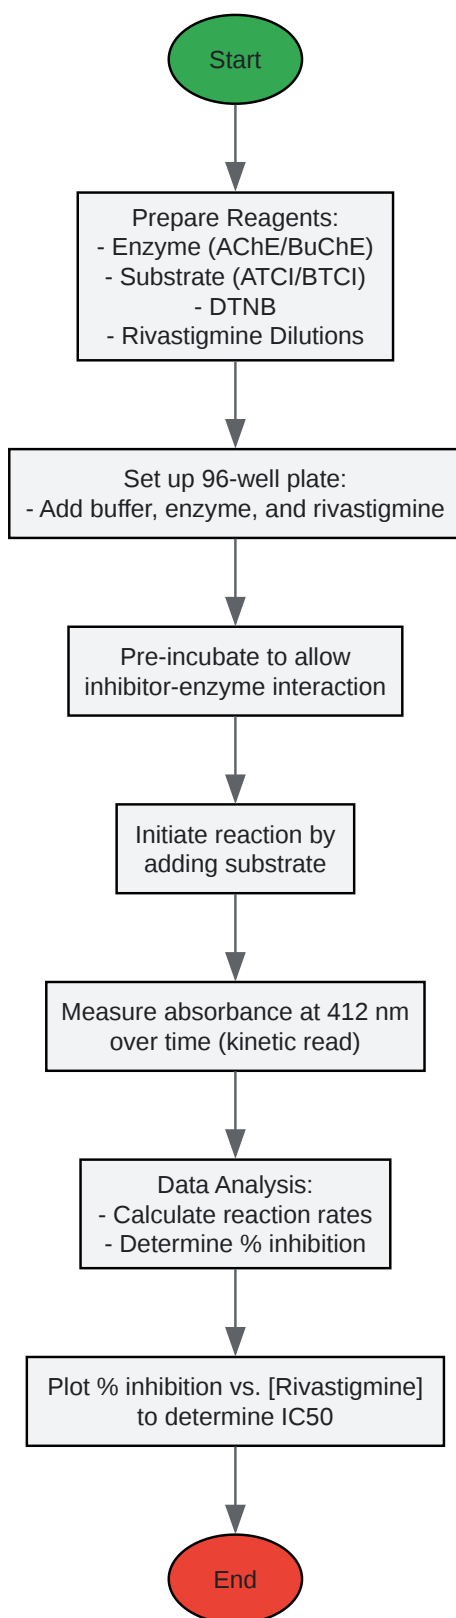 Start
Prepare Reagents:
- Enzyme (AChE/BuChE)
- Substrate (ATCI/BTCI)
- DTNB
- Rivastigmine Dilutions
Set up 96-well plate:
- Add buffer, enzyme, and rivastigmine
Pre-incubate to allow
inhibitor-enzyme interaction
Initiate reaction by
adding substrate
Measure absorbance at 412 nm
over time (kinetic read)
Data Analysis:
- Calculate reaction rates
- Determine % inhibition
Plot % inhibition vs. [Rivastigmine]
to determine IC50
End